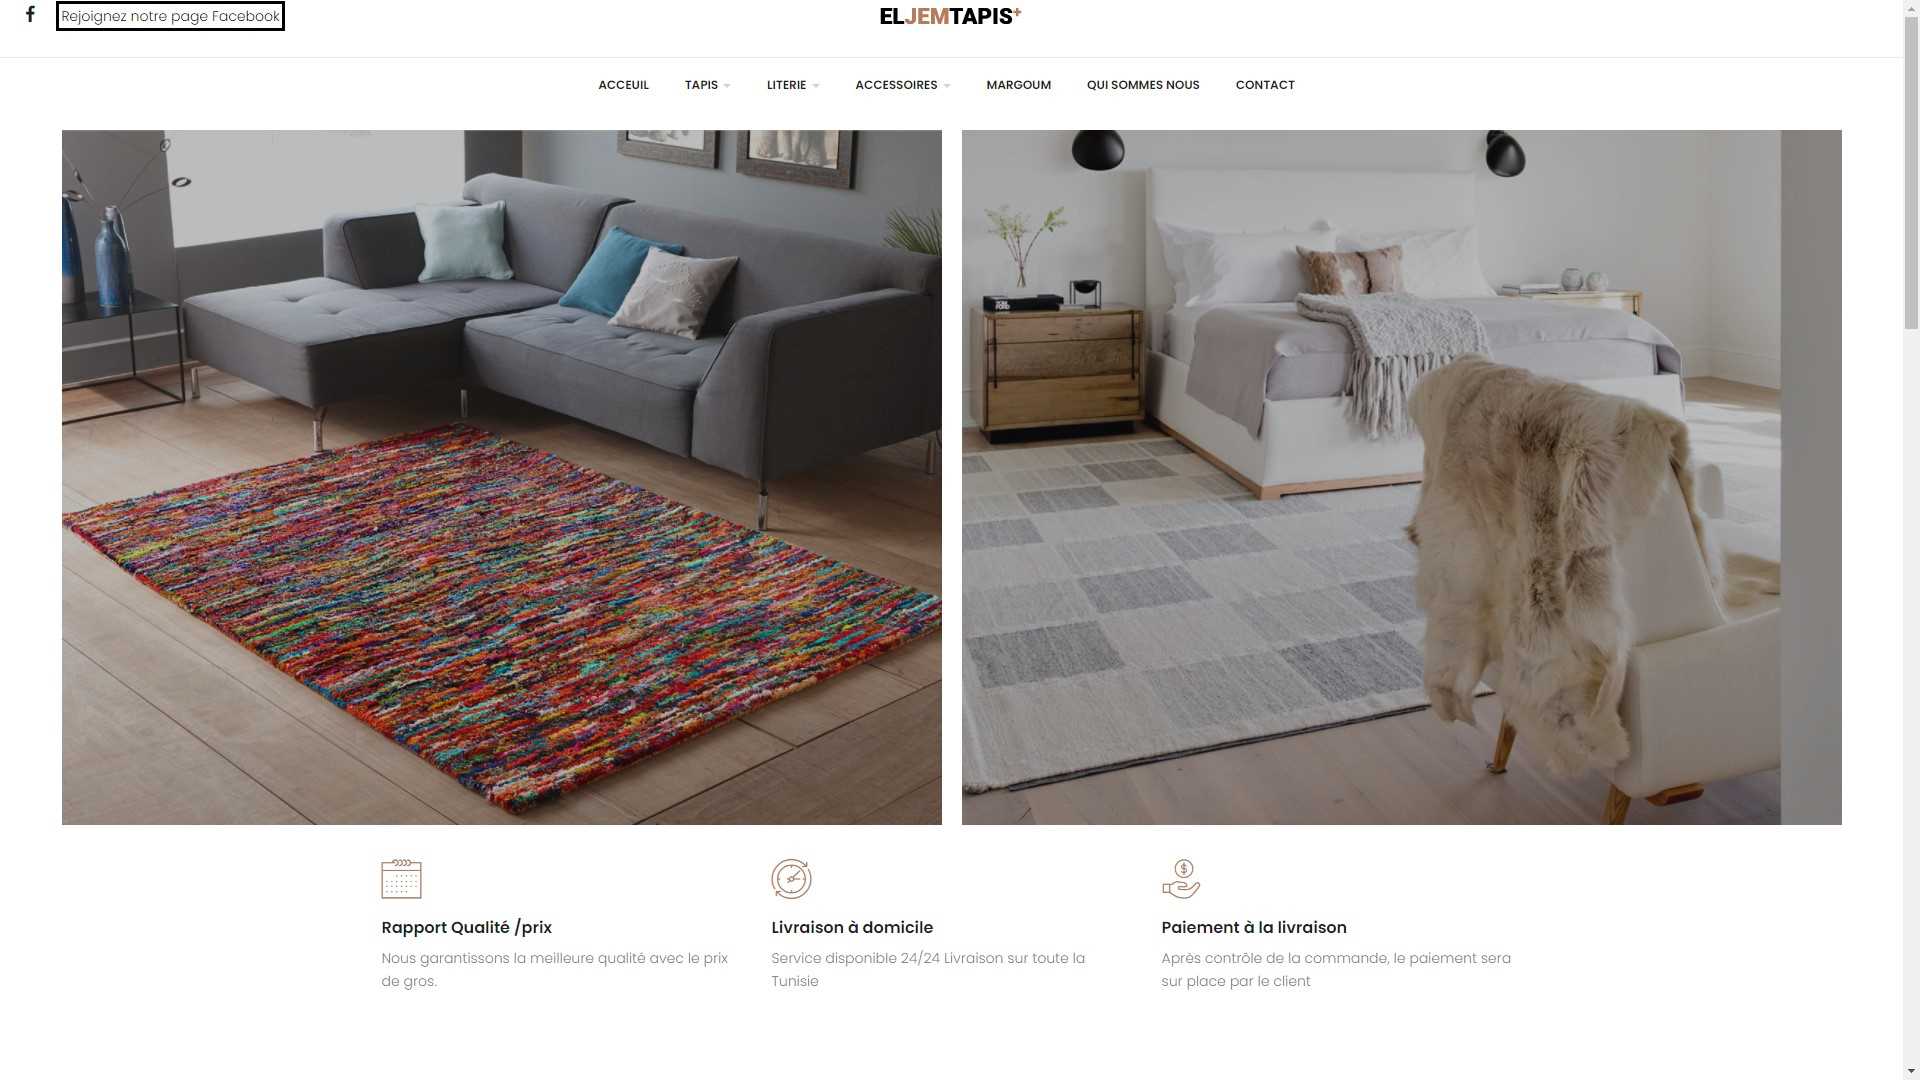 Rejoignez notre page Facebook
ELJEMTAPIS+
ACCEUIL TAPIS LITERIE ACCESSOIRES MARGOUM QUI SOMMES NOUS CONTACT
TOM FORD
Rapport Qualité /prix
Nous garantissons la meilleure qualité avec le prix
de gros.
Livraison à domicile
Service disponible 24/24 Livraison sur toute la
Tunisie
Paiement à la livraison
Après contrôle de la commande, le paiement sera
sur place par le client